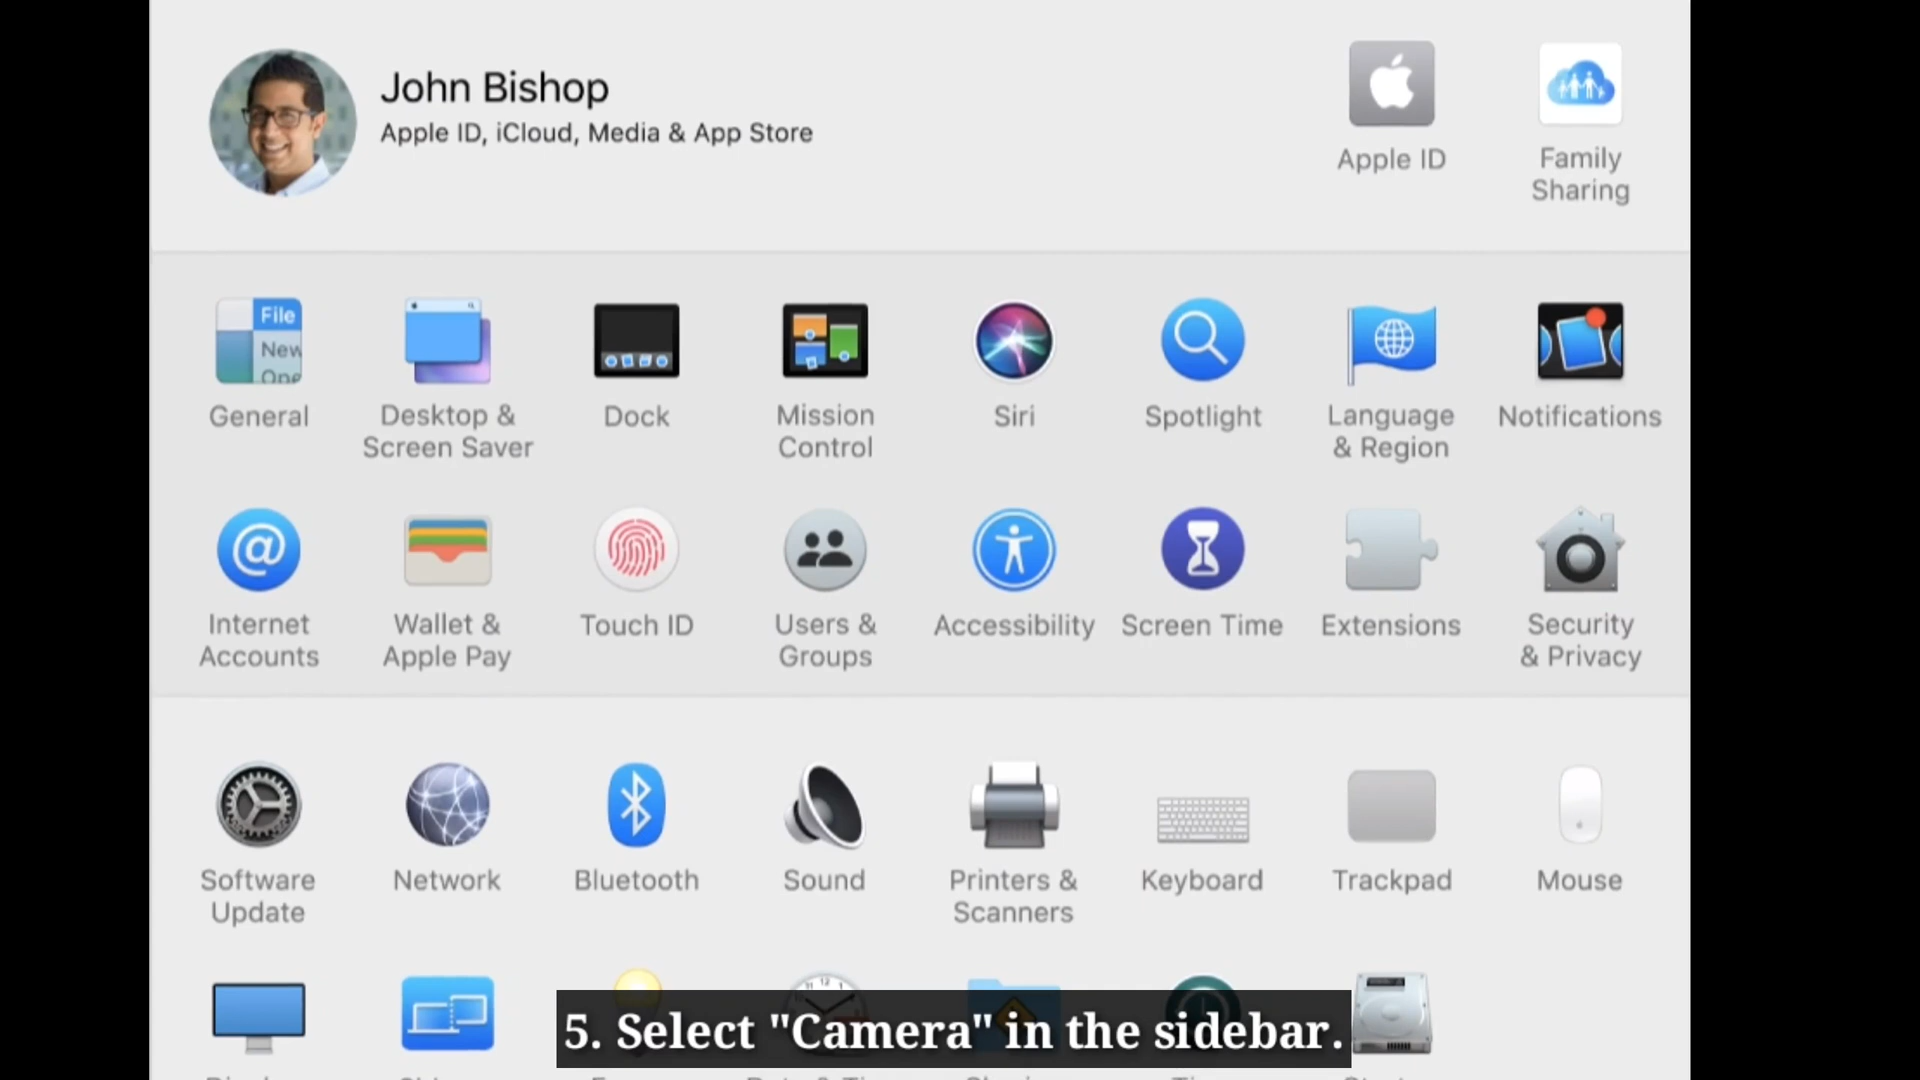 John Bishop
Apple ID, iCloud, Media & App Store
Apple ID
Family
Sharing
File
New
Ope
General
Desktop &
Screen Saver
Dock
Mission
Control
Siri
Spotlight
Language
& Region
Notifications
@
Internet
Accounts
Wallet &
Apple Pay
Touch ID
Users &
Groups
Accessibility
Screen Time
Extensions
Security
& Privacy
Software
Update
Network
Bluetooth
Sound
Printers &
Scanners
Keyboard
Trackpad
Mouse
5. Select "Camera" in the sidebar.